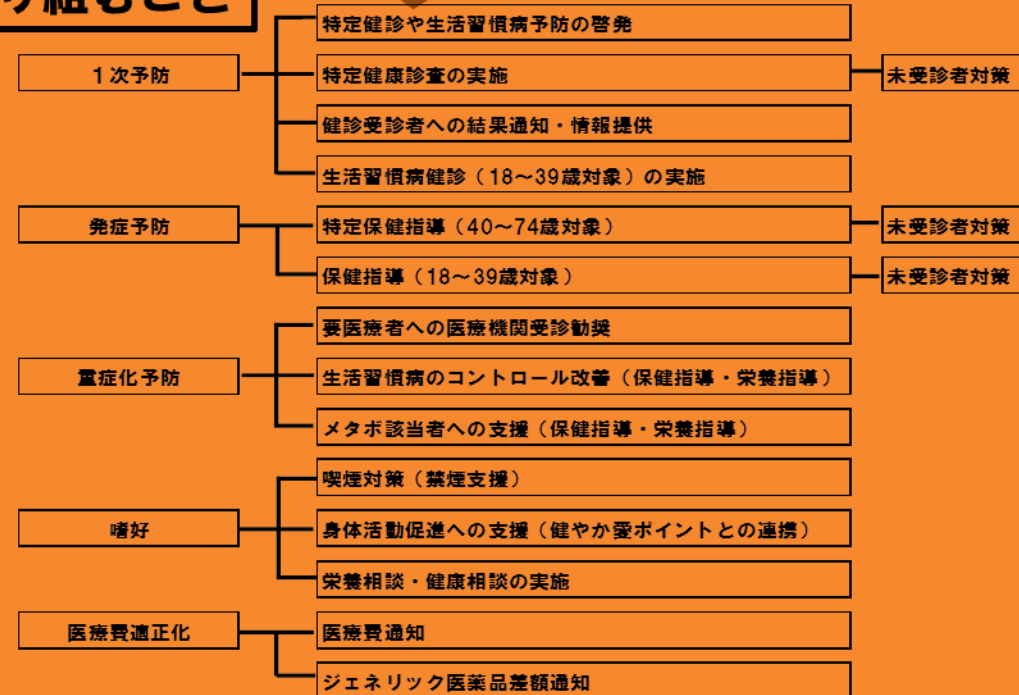 り組むこと
特定健診や生活習慣病予防の啓発
1次予防
特定健康診査の実施
未受診者対策
健診受診者への結果通知・情報提供
生活習慣病健診（18～39歳対象）の実施
発症予防
特定保健指導（40～74歳対象）
未受診者対策
保健指導（18～39歳対象）
未受診者対策
要医療者への医療機関受診勧奨
重症化予防
生活習慣病のコントロール改善（保健指導・栄養指導）
メタボ該当者への支援（保健指導・栄養指導）
喫煙対策（禁煙支援）
嗜好
身体活動促進への支援（健やか愛ポイントとの連携）
栄養相談・健康相談の実施
医療費適正化
医療費通知
ジェネリック医薬品差額通知